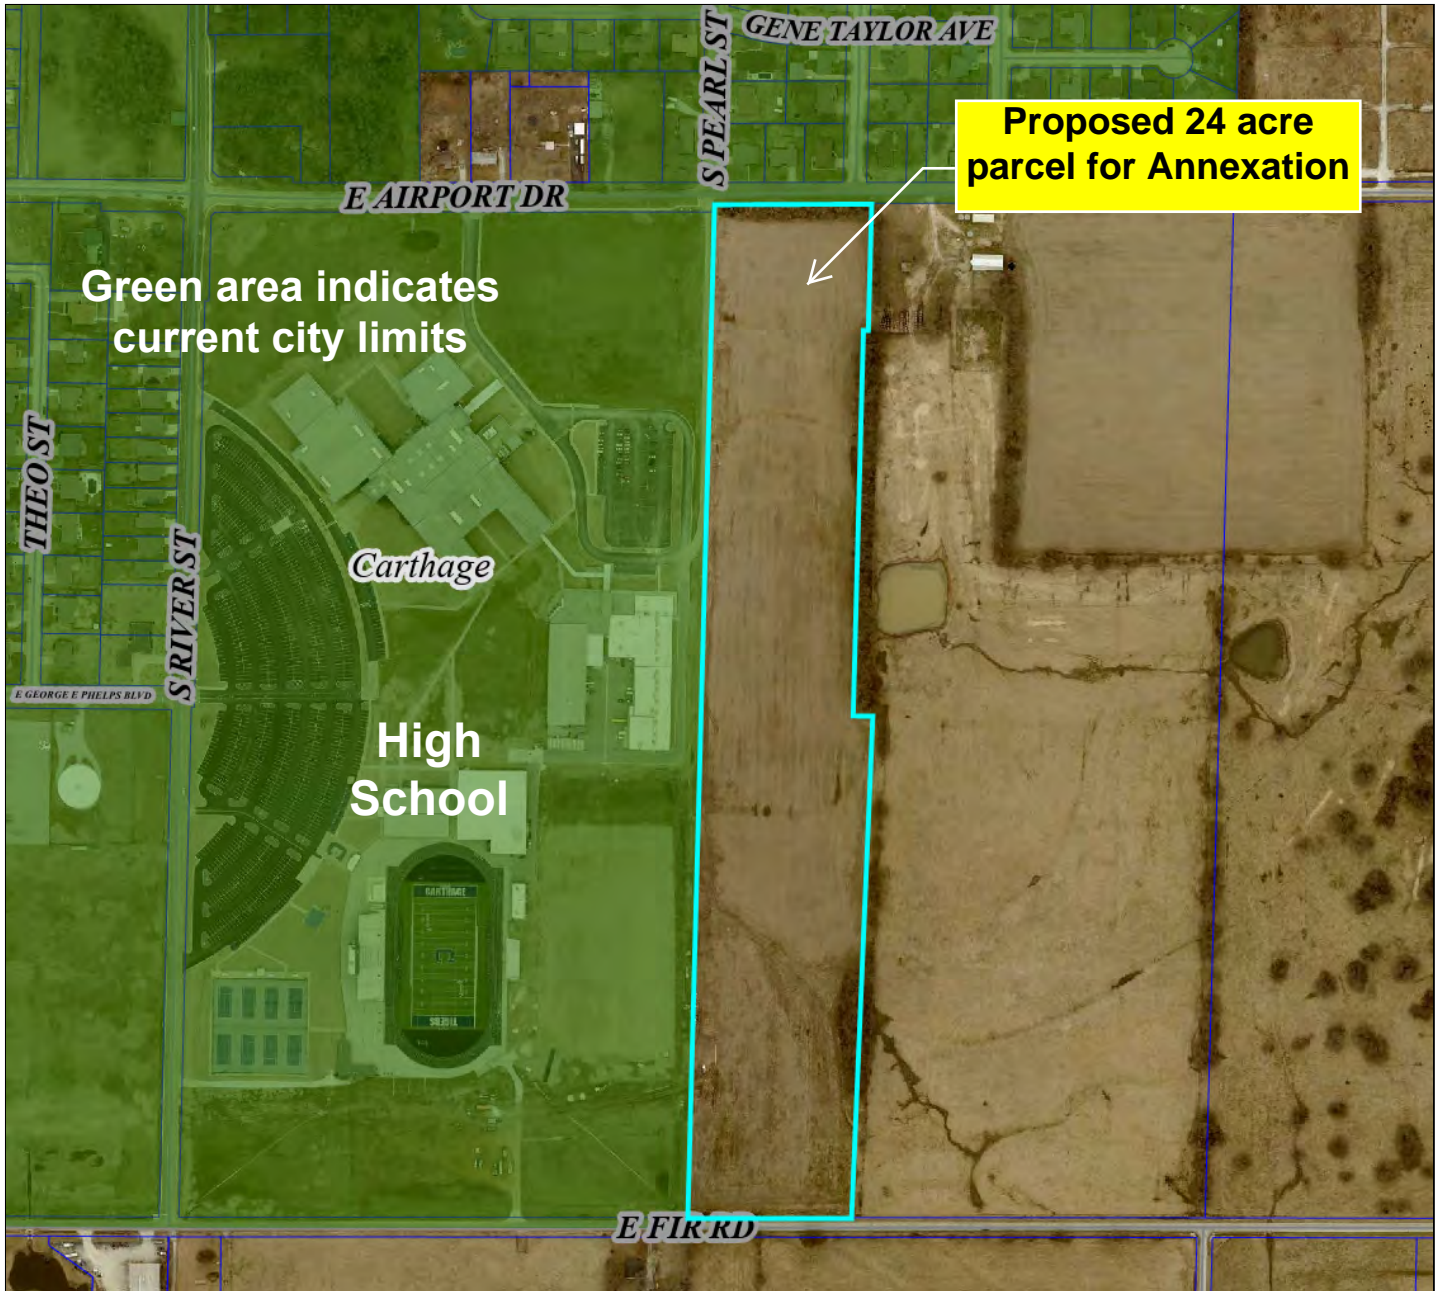 GENE TAYLOR AVE
S PEARL ST
Proposed 24 acre
parcel for Annexation
E AIRPORT DR
Green area indicates
current city limits
THEO ST
S RIVER ST
Carthage
E GEORGE E PHELPS BLVD
High
School
CARTHAGE
TIGERS
E FIR RD